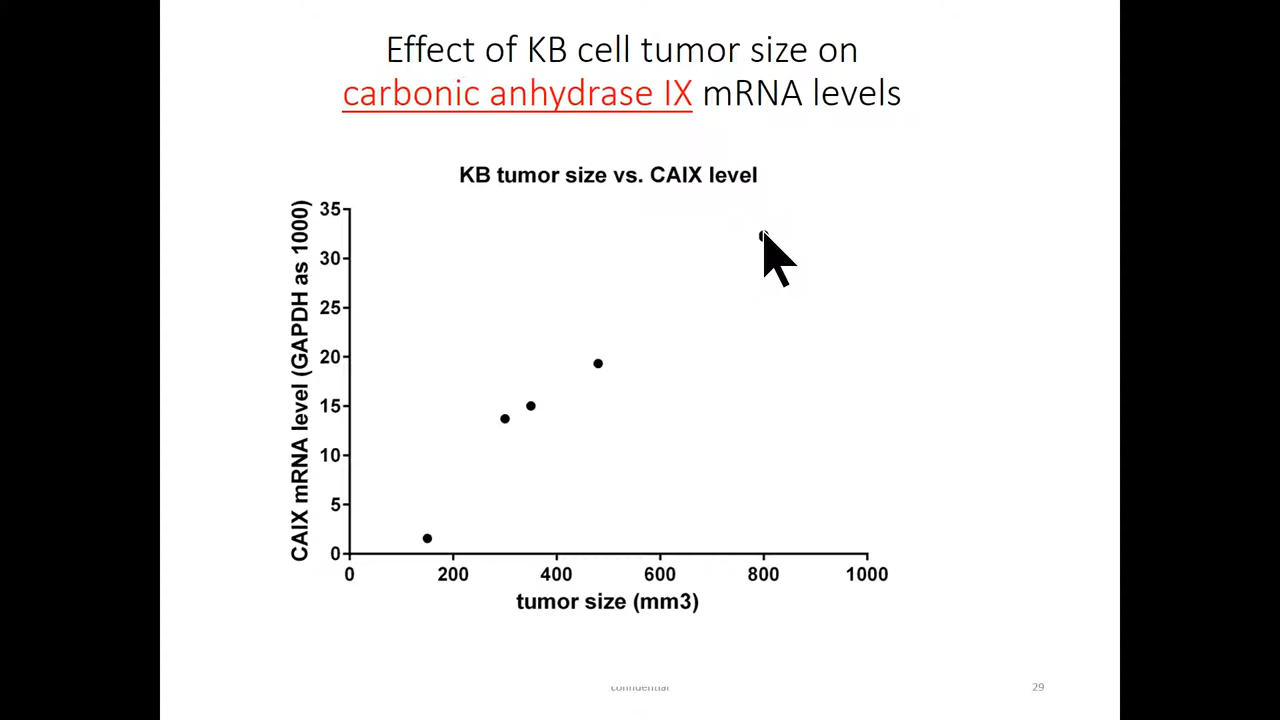 Effect of KB cell tumor size on
carbonic anhydrase IX mRNA levels
KB tumor size vs. CAIX level
CAIX mRNA level (GAPDH as 1000)
35
30
25
20
15
10
5
0
0 200 400 600 800 1000
tumor size (mm3)
confidential
29